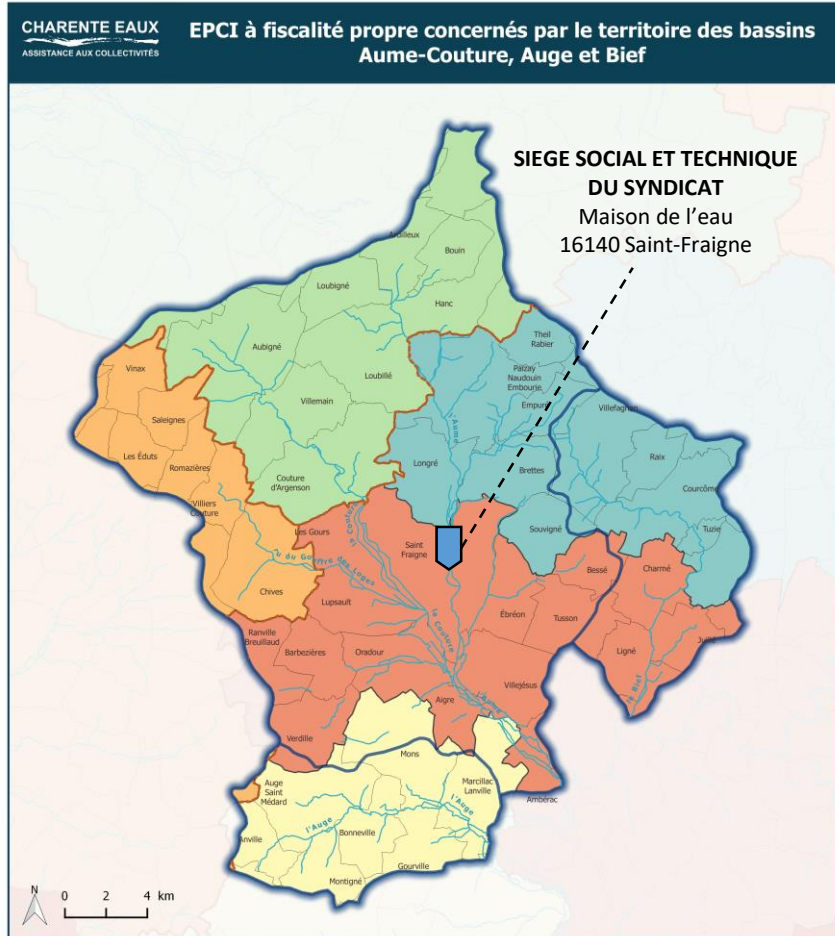 CHARENTE EAUX
ASSISTANCE AUX COLLECTIVITÉS
EPCI à fiscalité propre concernés par le territoire des bassins
Aume-Couture, Auge et Bief
SIEGE SOCIAL ET TECHNIQUE
DU SYNDICAT
Maison de l'eau
16140 Saint-Fraigne
Bouin
Loubigné
Hanc
Theil
Rabier
Aubigné
Vinax
Loubillé
Paizay
Naudouin
Embourie
Villemain
Empuré
l'Aume
Villefagnan
Saleignes
Les Éduts
Romazières
Longré
Brettes
Raix
Courcôme
Couture
d'Argenson
Villiers
Couture
Souvigné
Tuzie
la Couture
Les Gours
Saint
Fraigne
Bessé
Charmé
Chives
Lupsault
la Couture
Ébréon
Tusson
Juillé
Ligné
Ranville
Breuillaud
Barbezières
Oradour
Villejésus
le Bief
Aigre
l'Aume
Verdille
Mons
Auge
Saint
Médard
Marcillac
Lanville
Ambérac
l'Auge
l'Auge
Anville
Bonneville
Gourville
Montigné
N
0 2 4 km